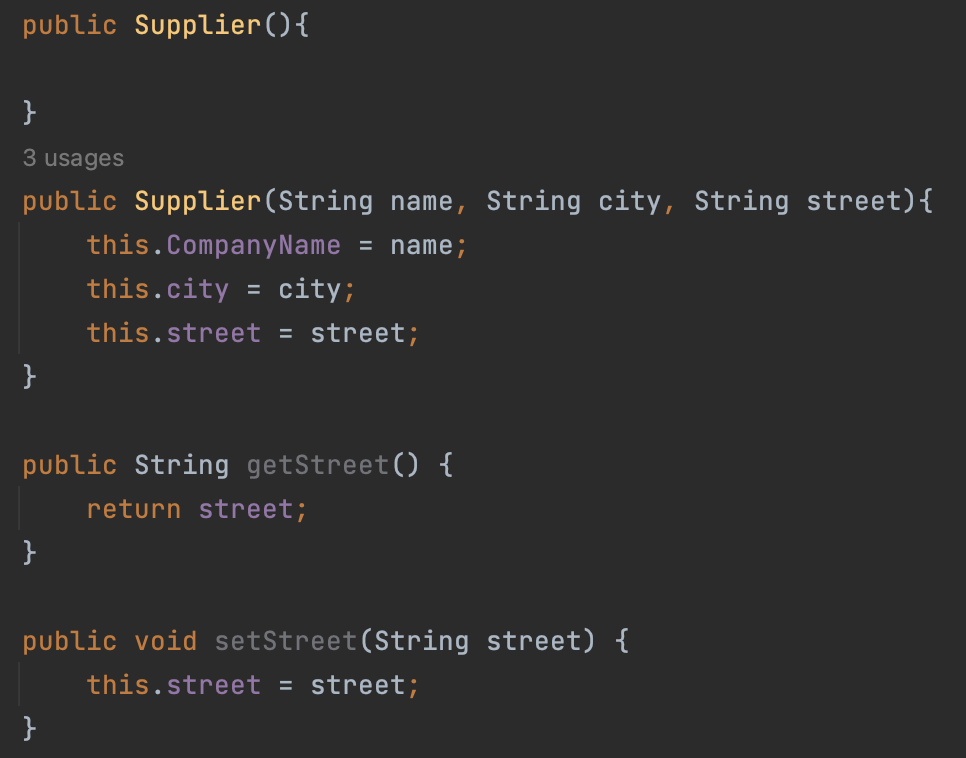 public Supplier(){
}
3 usages
public Supplier(String name, String city, String street){
    this.CompanyName = name;
    this.city = city;
    this.street = street;
}
public String getStreet() {
    return street;
}
public void setStreet(String street) {
    this.street = street;
}